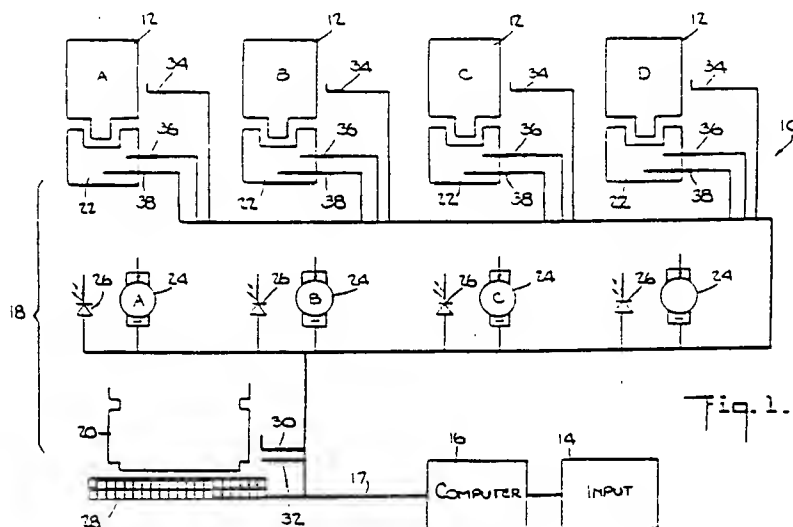 12 12 12 12
A B C D
34 34 34 34
36 36 36 36
10
22 38 22 38 22 38 22 38
18
26 A 24 26 B 24 26 C 24 26 24
Fig. 1.
20 30
16 14
17 COMPUTER INPUT
28 32